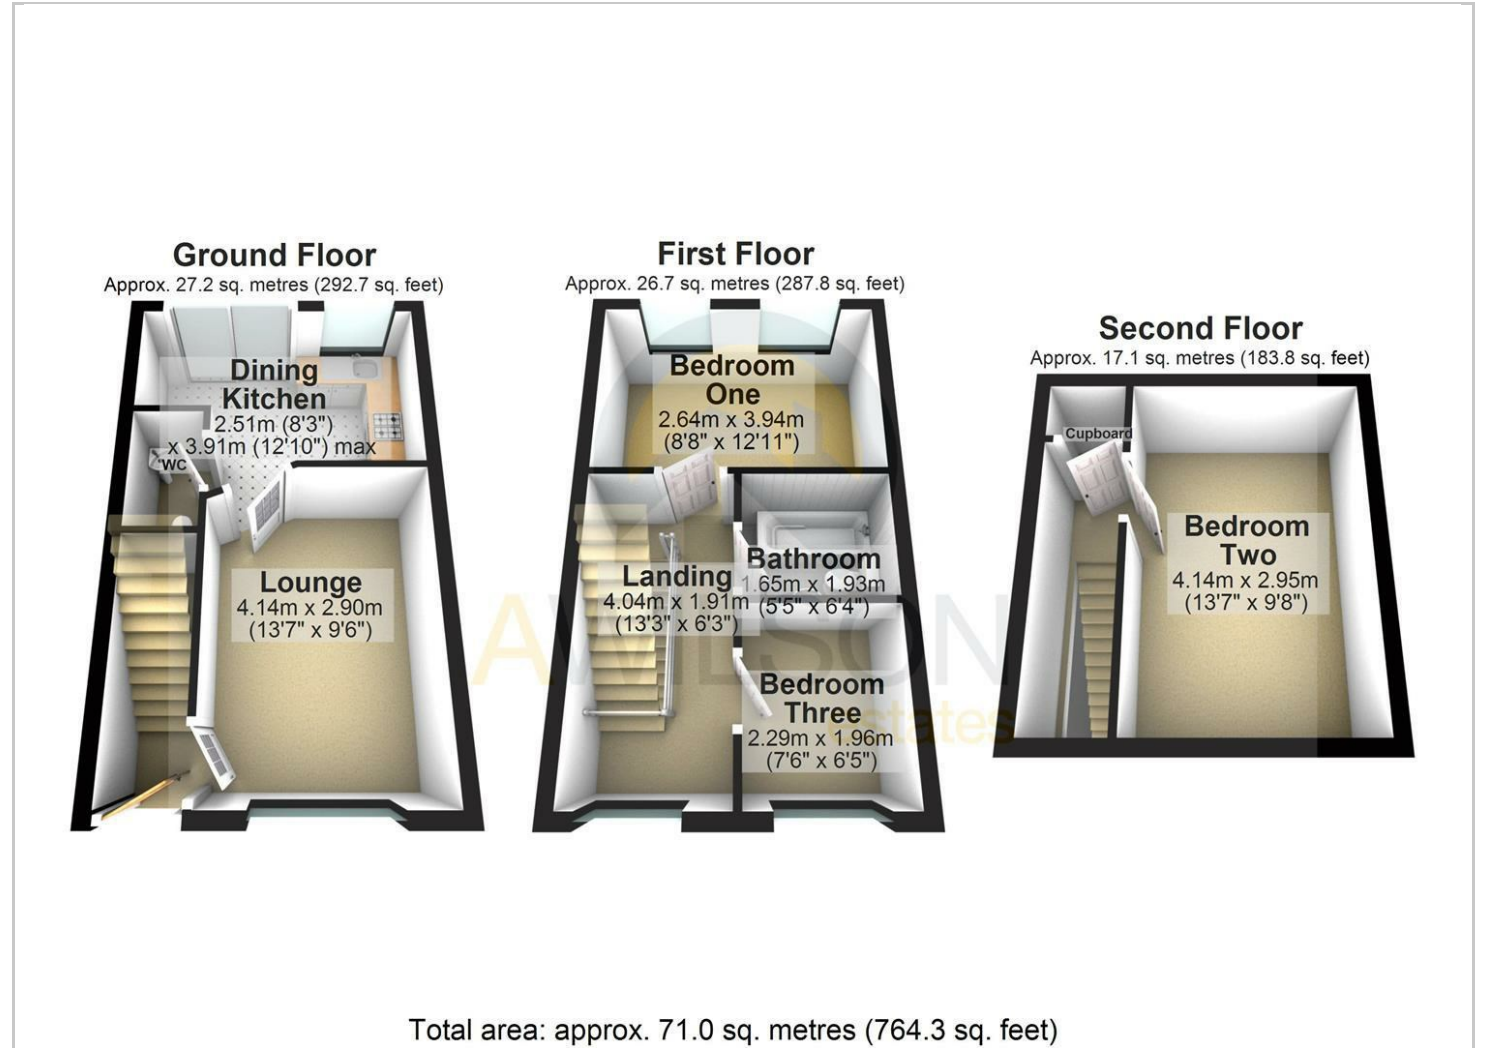 Ground Floor
Approx. 27.2 sq. metres (292.7 sq. feet)
Dining
Kitchen
2.51m (8'3")
x 3.91m (12'10") max
WC
Lounge
4.14m x 2.90m
(13'7" x 9'6")
First Floor
Approx. 26.7 sq. metres (287.8 sq. feet)
Bedroom
One
2.64m x 3.94m
(8'8" x 12'11")
Landing
4.04m x 1.91m
(13'3" x 6'3")
Bathroom
1.65m x 1.93m
(5'5" x 6'4")
Bedroom
Three
2.29m x 1.96m
(7'6" x 6'5")
AWILSON
estates
Second Floor
Approx. 17.1 sq. metres (183.8 sq. feet)
Cupboard
Bedroom
Two
4.14m x 2.95m
(13'7" x 9'8")
Total area: approx. 71.0 sq. metres (764.3 sq. feet)